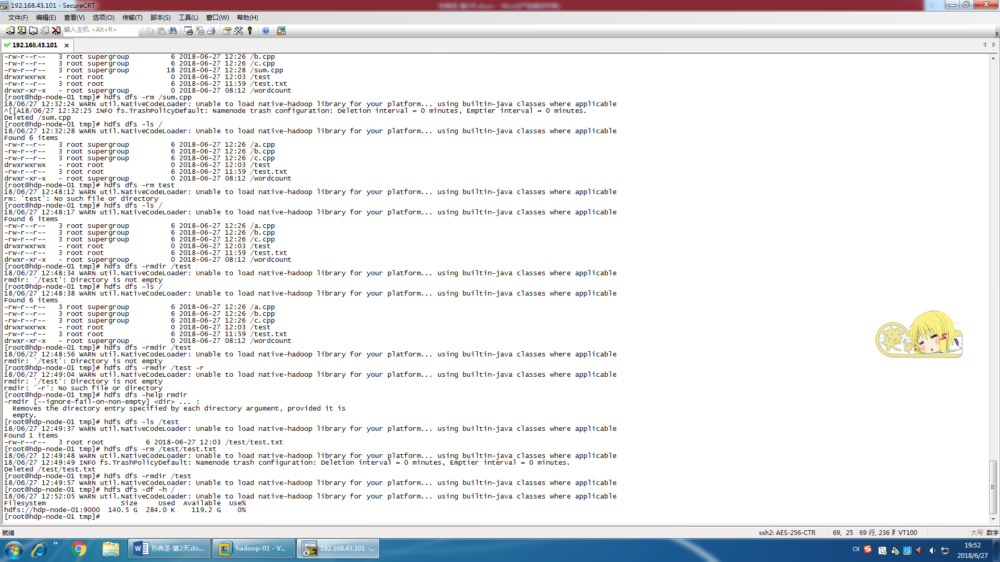 192.168.43.101 - SecureCRT
文件(F) 编辑(E) 查看(V) 选项(O) 传输(T) 脚本(S) 工具(L) 窗口(W) 帮助(H)
输入主机 <Alt+R>
192.168.43.101
-rw-r--r--   3 root supergroup          6 2018-06-27 12:26 /b.cpp
-rw-r--r--   3 root supergroup          6 2018-06-27 12:26 /c.cpp
-rw-r--r--   3 root supergroup         18 2018-06-27 12:28 /sum.cpp
drwxrwxrwx   - root root                0 2018-06-27 12:03 /test
-rw-r--r--   3 root root                6 2018-06-27 11:59 /test.txt
drwxr-xr-x   - root supergroup          0 2018-06-27 08:12 /wordcount
[root@hdp-node-01 tmp]# hdfs dfs -rm /sum.cpp
18/06/27 12:32:24 WARN util.NativeCodeLoader: Unable to load native-hadoop library for your platform... using builtin-java classes where applicable
^[[A18/06/27 12:32:25 INFO fs.TrashPolicyDefault: Namenode trash configuration: Deletion interval = 0 minutes, Emptier interval = 0 minutes.
Deleted /sum.cpp
[root@hdp-node-01 tmp]# hdfs dfs -ls /
18/06/27 12:32:28 WARN util.NativeCodeLoader: Unable to load native-hadoop library for your platform... using builtin-java classes where applicable
Found 6 items
-rw-r--r--   3 root supergroup          6 2018-06-27 12:26 /a.cpp
-rw-r--r--   3 root supergroup          6 2018-06-27 12:26 /b.cpp
-rw-r--r--   3 root supergroup          6 2018-06-27 12:26 /c.cpp
drwxrwxrwx   - root root                0 2018-06-27 12:03 /test
-rw-r--r--   3 root root                6 2018-06-27 11:59 /test.txt
drwxr-xr-x   - root supergroup          0 2018-06-27 08:12 /wordcount
[root@hdp-node-01 tmp]# hdfs dfs -rm test
18/06/27 12:48:12 WARN util.NativeCodeLoader: Unable to load native-hadoop library for your platform... using builtin-java classes where applicable
rm: `test': No such file or directory
[root@hdp-node-01 tmp]# hdfs dfs -ls /
18/06/27 12:48:17 WARN util.NativeCodeLoader: Unable to load native-hadoop library for your platform... using builtin-java classes where applicable
Found 6 items
-rw-r--r--   3 root supergroup          6 2018-06-27 12:26 /a.cpp
-rw-r--r--   3 root supergroup          6 2018-06-27 12:26 /b.cpp
-rw-r--r--   3 root supergroup          6 2018-06-27 12:26 /c.cpp
drwxrwxrwx   - root root                0 2018-06-27 12:03 /test
-rw-r--r--   3 root root                6 2018-06-27 11:59 /test.txt
drwxr-xr-x   - root supergroup          0 2018-06-27 08:12 /wordcount
[root@hdp-node-01 tmp]# hdfs dfs -rmdir /test
18/06/27 12:48:34 WARN util.NativeCodeLoader: Unable to load native-hadoop library for your platform... using builtin-java classes where applicable
rmdir: `/test': Directory is not empty
[root@hdp-node-01 tmp]# hdfs dfs -ls /
18/06/27 12:48:38 WARN util.NativeCodeLoader: Unable to load native-hadoop library for your platform... using builtin-java classes where applicable
Found 6 items
-rw-r--r--   3 root supergroup          6 2018-06-27 12:26 /a.cpp
-rw-r--r--   3 root supergroup          6 2018-06-27 12:26 /b.cpp
-rw-r--r--   3 root supergroup          6 2018-06-27 12:26 /c.cpp
drwxrwxrwx   - root root                0 2018-06-27 12:03 /test
-rw-r--r--   3 root root                6 2018-06-27 11:59 /test.txt
drwxr-xr-x   - root supergroup          0 2018-06-27 08:12 /wordcount
[root@hdp-node-01 tmp]# hdfs dfs -rmdir /test
18/06/27 12:48:56 WARN util.NativeCodeLoader: Unable to load native-hadoop library for your platform... using builtin-java classes where applicable
rmdir: `/test': Directory is not empty
[root@hdp-node-01 tmp]# hdfs dfs -rmdir /test -r
18/06/27 12:49:04 WARN util.NativeCodeLoader: Unable to load native-hadoop library for your platform... using builtin-java classes where applicable
rmdir: `/test': Directory is not empty
rmdir: `-r': No such file or directory
[root@hdp-node-01 tmp]# hdfs dfs -help rmdir
-rmdir [--ignore-fail-on-non-empty] <dir> ... :
  Removes the directory entry specified by each directory argument, provided it is
  empty.
[root@hdp-node-01 tmp]# hdfs dfs -ls /test
18/06/27 12:49:37 WARN util.NativeCodeLoader: Unable to load native-hadoop library for your platform... using builtin-java classes where applicable
Found 1 items
-rw-r--r--   3 root root          6 2018-06-27 12:03 /test/test.txt
[root@hdp-node-01 tmp]# hdfs dfs -rm /test/test.txt
18/06/27 12:49:48 WARN util.NativeCodeLoader: Unable to load native-hadoop library for your platform... using builtin-java classes where applicable
18/06/27 12:49:49 INFO fs.TrashPolicyDefault: Namenode trash configuration: Deletion interval = 0 minutes, Emptier interval = 0 minutes.
Deleted /test/test.txt
[root@hdp-node-01 tmp]# hdfs dfs -rmdir /test
18/06/27 12:49:57 WARN util.NativeCodeLoader: Unable to load native-hadoop library for your platform... using builtin-java classes where applicable
[root@hdp-node-01 tmp]# hdfs dfs -df -h /
18/06/27 12:52:05 WARN util.NativeCodeLoader: Unable to load native-hadoop library for your platform... using builtin-java classes where applicable
Filesystem                  Size     Used  Available  Use%
hdfs://hdp-node-01:9000  140.5 G  284.0 K    119.2 G    0%
[root@hdp-node-01 tmp]#
英
就绪 ssh2: AES-256-CTR 69, 25 69 行, 236 列 VT100 大写 数字
孙典圣-第2天.do... hadoop-01 - V... 192.168.43.101 -... CH 19:52
2018/6/27